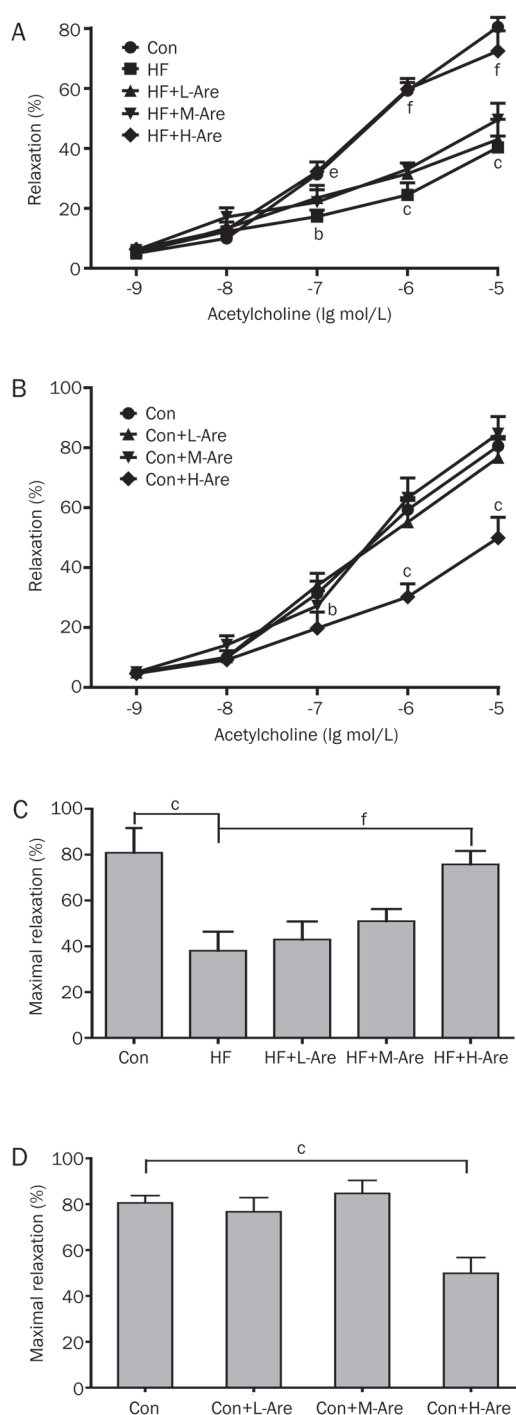 A
Con
HF
HF+L-Are
HF+M-Are
HF+H-Are
Relaxation (%)
80
60
40
20
0
f
f
e
c
c
b
-9 -8 -7 -6 -5
Acetylcholine (lg mol/L)
B
Con
Con+L-Are
Con+M-Are
Con+H-Are
Relaxation (%)
100
80
60
40
20
0
c
c
b
-9 -8 -7 -6 -5
Acetylcholine (lg mol/L)
C
Maximal relaxation (%)
100
80
60
40
20
0
c
f
Con HF HF+L-Are HF+M-Are HF+H-Are
D
Maximal relaxation (%)
100
80
60
40
20
0
c
Con Con+L-Are Con+M-Are Con+H-Are